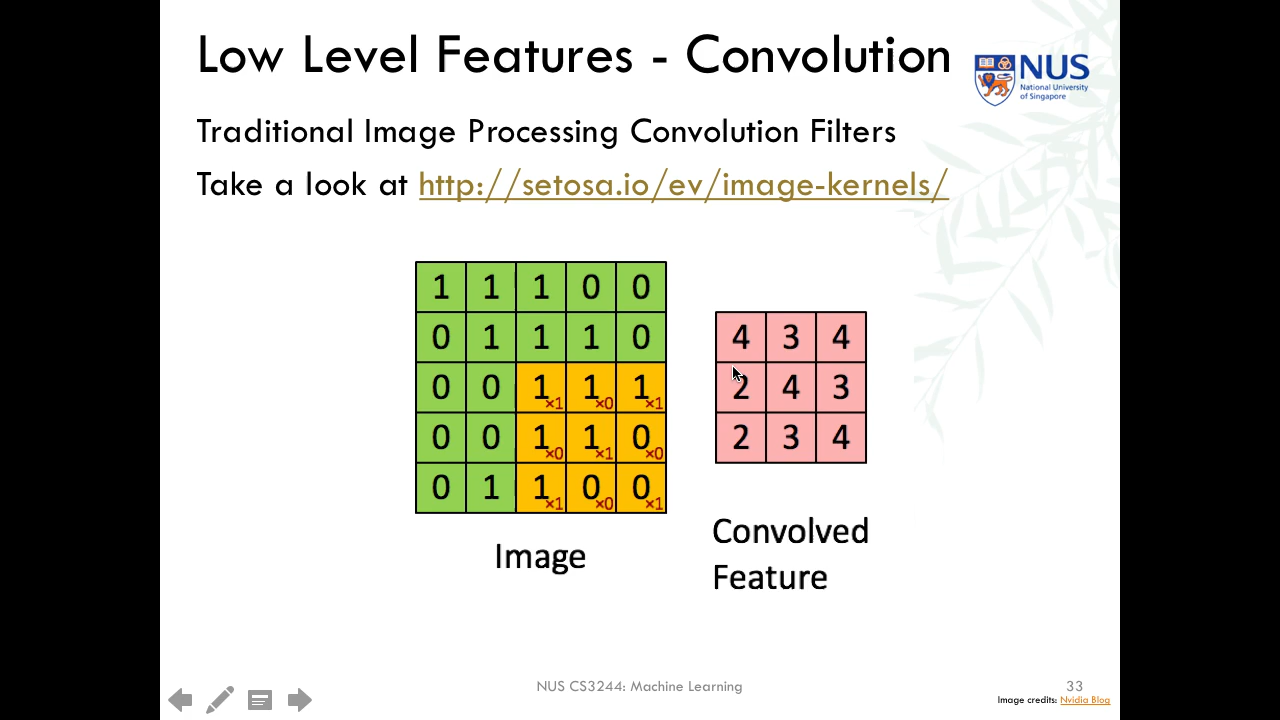 Low Level Features - Convolution
NUS
National University
of Singapore
Traditional Image Processing Convolution Filters
Take a look at http://setosa.io/ev/image-kernels/
1 1 1 0 0
0 1 1 1 0
0 0 1×1 1×0 1×1
0 0 1×0 1×1 0×0
0 1 1×1 0×0 0×1
Image
4 3 4
2 4 3
2 3 4
Convolved
Feature
NUS CS3244: Machine Learning
33
Image credits: Nvidia Blog